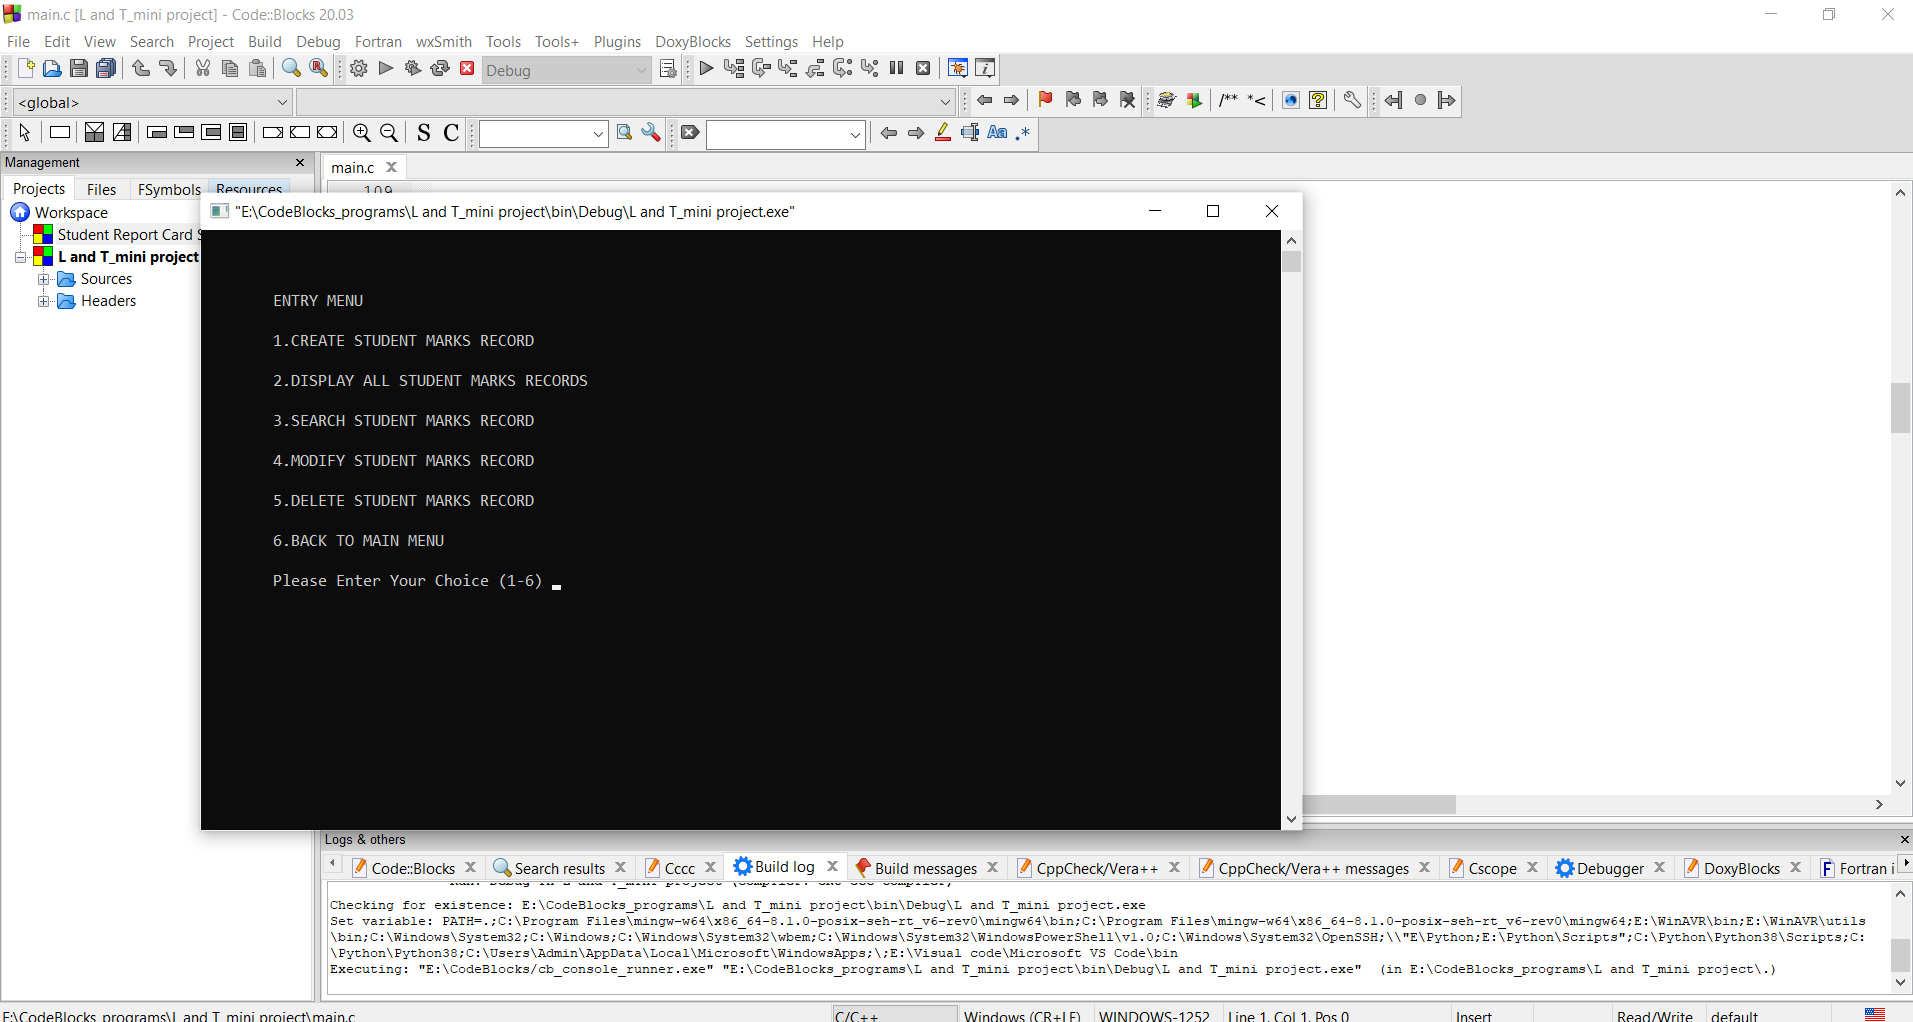 main.c [L and T_mini project] - Code::Blocks 20.03
File Edit View Search Project Build Debug Fortran wxSmith Tools Tools+ Plugins DoxyBlocks Settings Help
Debug
<global>
/** *<
S C
Aa .*
Management
main.c
Projects Files FSymbols Resources
109
Workspace
Student Report Card
L and T_mini project
Sources
Headers
"E:\CodeBlocks_programs\L and T_mini project\bin\Debug\L and T_mini project.exe"
ENTRY MENU
1.CREATE STUDENT MARKS RECORD
2.DISPLAY ALL STUDENT MARKS RECORDS
3.SEARCH STUDENT MARKS RECORD
4.MODIFY STUDENT MARKS RECORD
5.DELETE STUDENT MARKS RECORD
6.BACK TO MAIN MENU
Please Enter Your Choice (1-6)
Logs & others
Code::Blocks Search results Cccc Build log Build messages CppCheck/Vera++ CppCheck/Vera++ messages Cscope Debugger DoxyBlocks Fortran i
Checking for existence: E:\CodeBlocks_programs\L and T_mini project\bin\Debug\L and T_mini project.exe
Set variable: PATH=.;C:\Program Files\mingw-w64\x86_64-8.1.0-posix-seh-rt_v6-rev0\mingw64\bin;C:\Program Files\mingw-w64\x86_64-8.1.0-posix-seh-rt_v6-rev0\mingw64;E:\WinAVR\bin;E:\WinAVR\utils
\bin;C:\Windows\System32;C:\Windows;C:\Windows\System32\wbem;C:\Windows\System32\WindowsPowerShell\v1.0;C:\Windows\System32\OpenSSH;\\"E\Python;E:\Python\Scripts";C:\Python\Python38\Scripts;C:
\Python\Python38;C:\Users\Admin\AppData\Local\Microsoft\WindowsApps;\;E:\Visual code\Microsoft VS Code\bin
Executing: "E:\CodeBlocks/cb_console_runner.exe" "E:\CodeBlocks_programs\L and T_mini project\bin\Debug\L and T_mini project.exe" (in E:\CodeBlocks_programs\L and T_mini project\.)
E:\CodeBlocks_programs\L and T_mini project\main.c C/C++ Windows (CR+LF) WINDOWS-1252 Line 1, Col 1, Pos 0 Insert Read/Write default